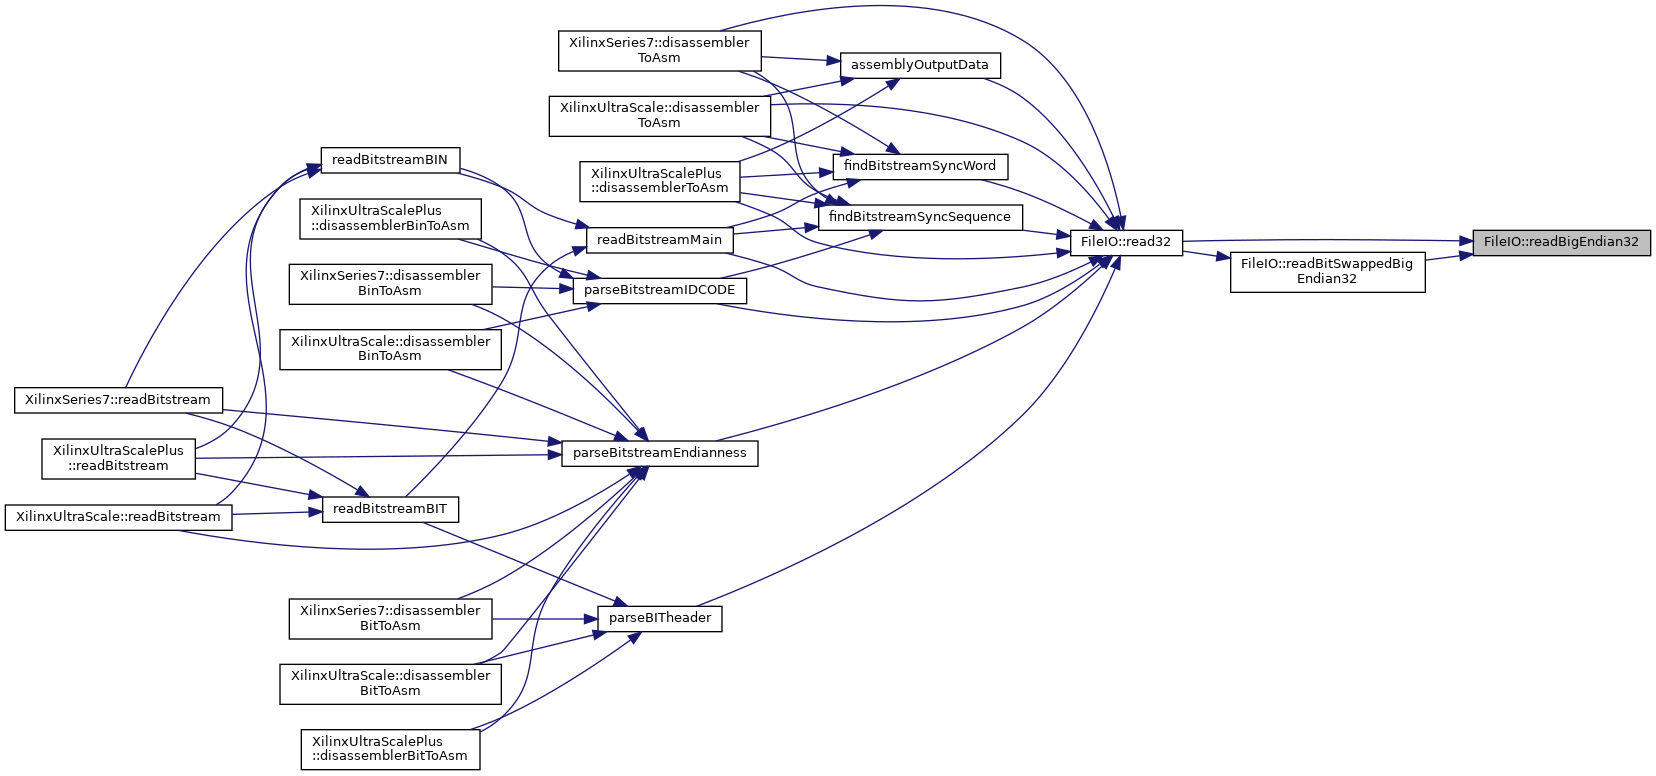 XilinxSeries7::disassembler
ToAsm
assemblyOutputData
XilinxUltraScale::disassembler
ToAsm
readBitstreamBIN
findBitstreamSyncWord
XilinxUltraScalePlus
::disassemblerToAsm
XilinxUltraScalePlus
::disassemblerBinToAsm
findBitstreamSyncSequence
readBitstreamMain
FileIO::read32
FileIO::readBigEndian32
FileIO::readBitSwappedBig
Endian32
XilinxSeries7::disassembler
BinToAsm
parseBitstreamIDCODE
XilinxUltraScale::disassembler
BinToAsm
XilinxSeries7::readBitstream
XilinxUltraScalePlus
::readBitstream
parseBitstreamEndianness
XilinxUltraScale::readBitstream
readBitstreamBIT
XilinxSeries7::disassembler
BitToAsm
parseBITheader
XilinxUltraScale::disassembler
BitToAsm
XilinxUltraScalePlus
::disassemblerBitToAsm